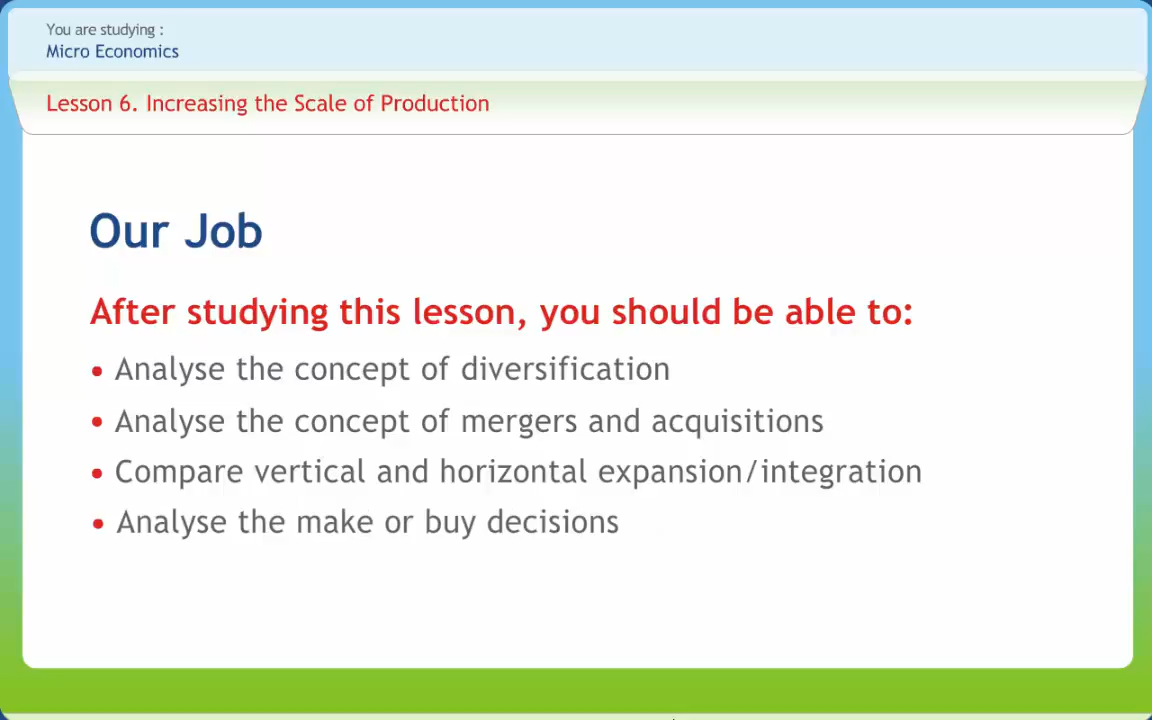 You are studying :
Micro Economics
Lesson 6. Increasing the Scale of Production
Our Job
After studying this lesson, you should be able to:
• Analyse the concept of diversification
• Analyse the concept of mergers and acquisitions
• Compare vertical and horizontal expansion/integration
• Analyse the make or buy decisions